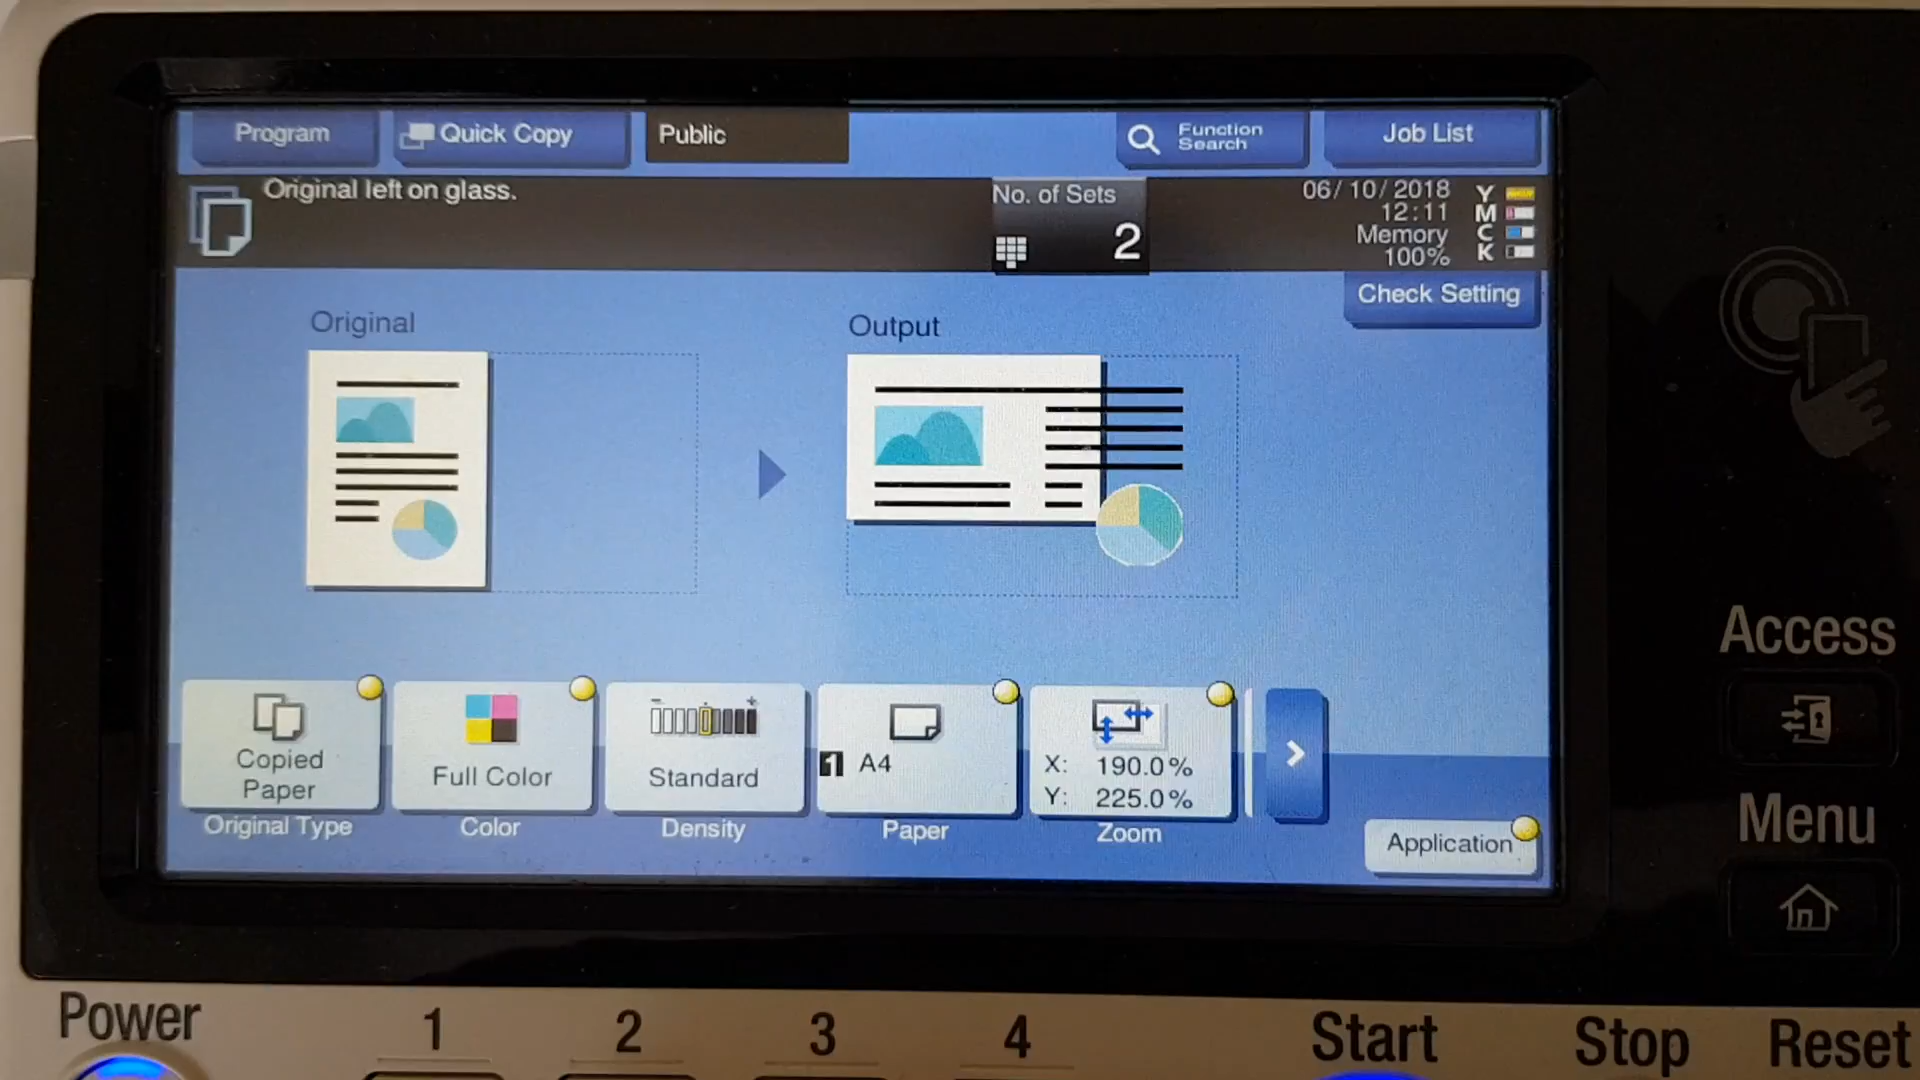 Program
Quick Copy
Public
Function
Search
Job List
Original left on glass.
No. of Sets
2
06/10/2018
12:11
Memory
100%
Y
M
C
K
Check Setting
Original
Output
Copied
Paper
Original Type
Full Color
Color
Standard
Density
1 A4
Paper
X: 190.0%
Y: 225.0%
Zoom
Application
Access
Menu
Power
1
2
3
4
Start
Stop
Reset